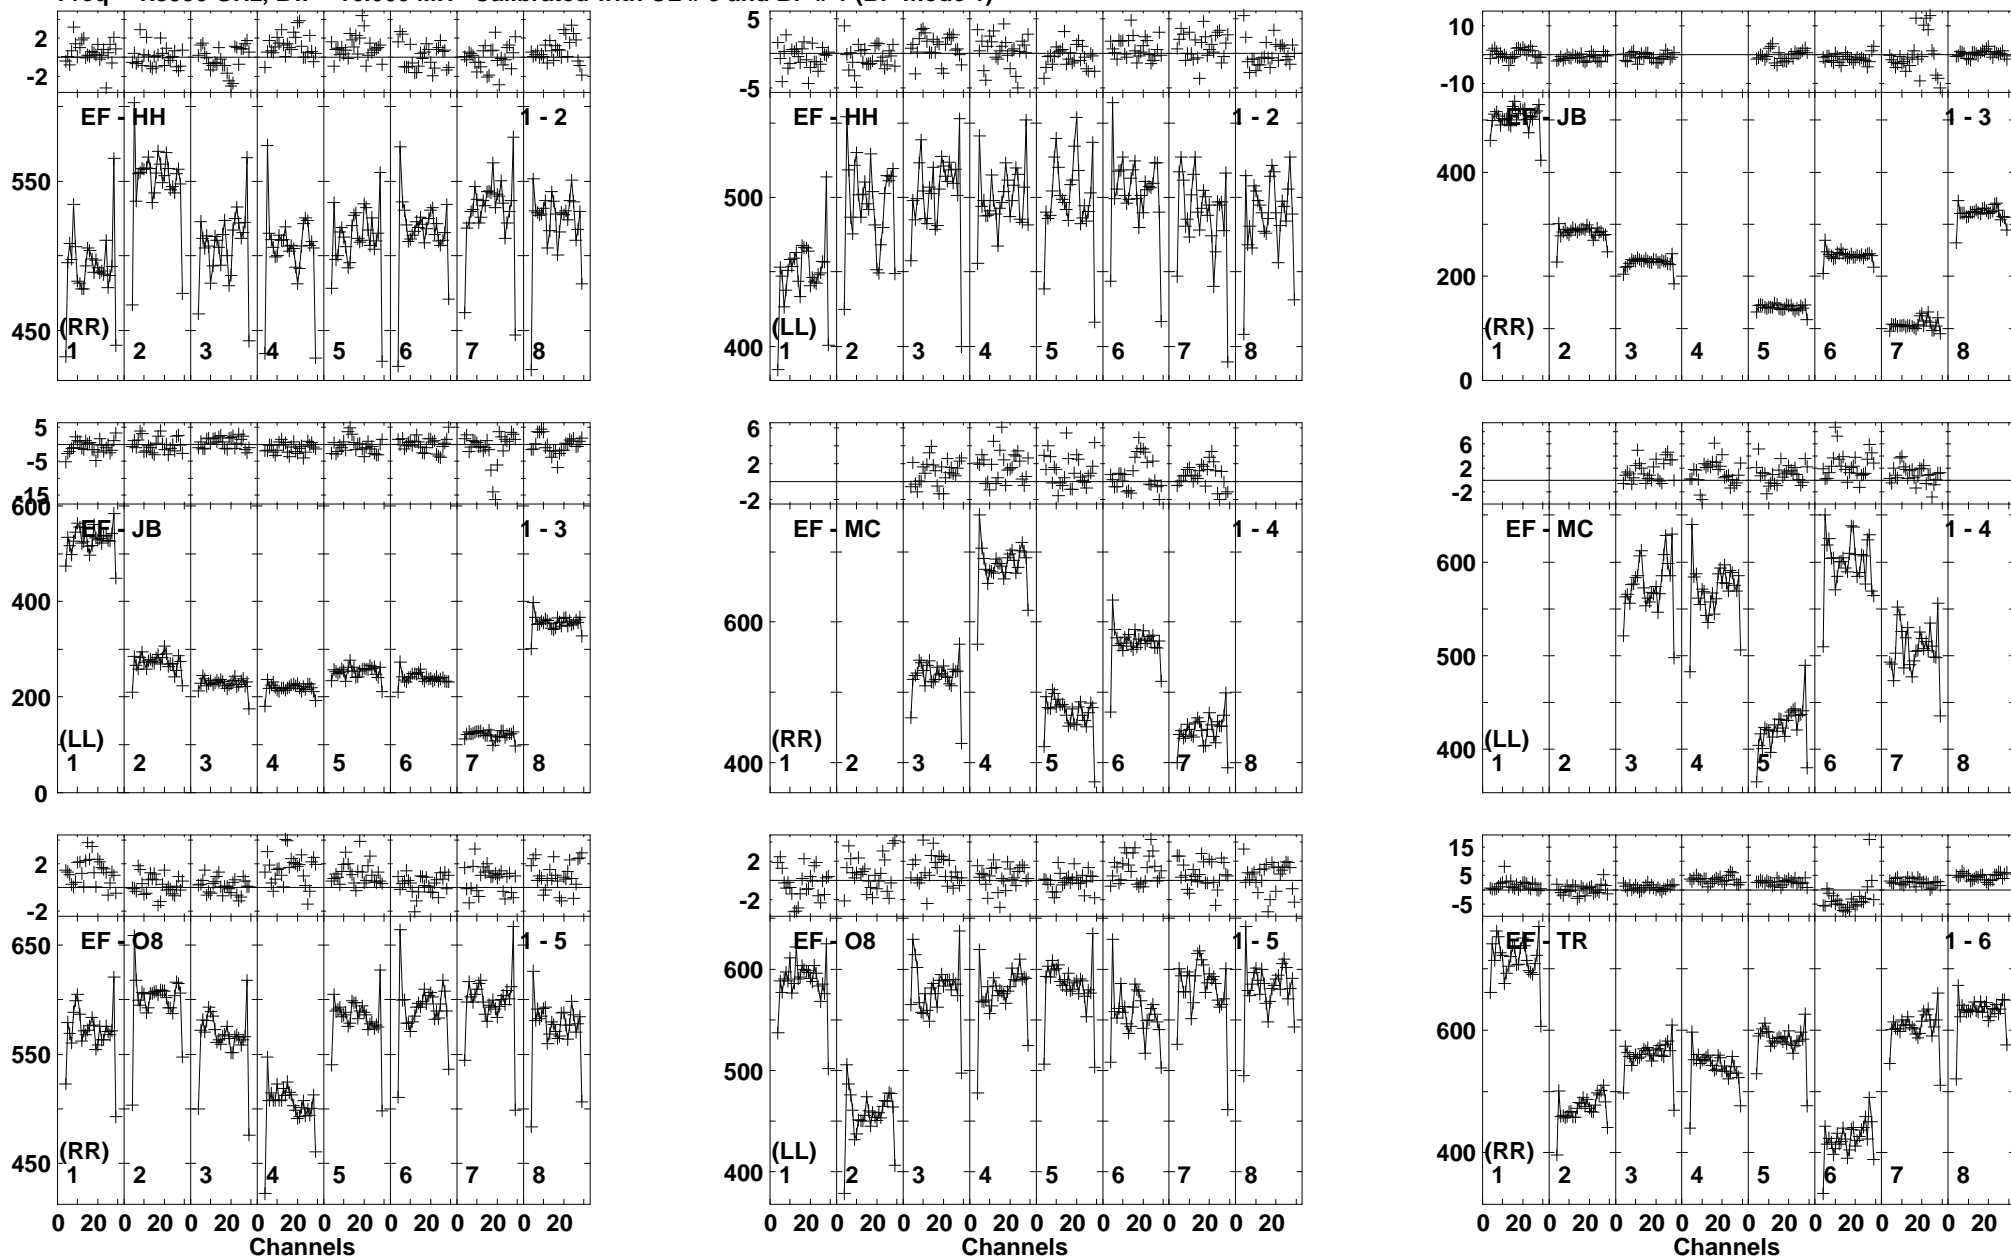 2 -2 5 -5 10 -10
EF - HH 1 - 2 EF - HH 1 - 2 EF - JB 1 - 3
550 450 500 400 400 200 0
(RR) (LL) (RR)
1 2 3 4 5 6 7 8 1 2 3 4 5 6 7 8 1 2 3 4 5 6 7 8
5 -5 -15 6 2 -2 6 2 -2
EF - JB 1 - 3 EF - MC 1 - 4 EF - MC 1 - 4
600 400 200 0 600 400 600 500 400
(LL) (RR) (LL)
1 2 3 4 5 6 7 8 1 2 3 4 5 6 7 8 1 2 3 4 5 6 7 8
2 -2 2 -2 15 5 -5
EF - O8 1 - 5 EF - O8 1 - 5 EF - TR 1 - 6
650 550 450 600 500 400 600 400
(RR) (LL) (RR)
1 2 3 4 5 6 7 8 1 2 3 4 5 6 7 8 1 2 3 4 5 6 7 8
0 20 0 20 0 20 0 20 0 20 0 20 0 20 0 20 0 20 0 20 0 20 0 20 0 20 0 20 0 20 0 20 0 20 0 20 0 20 0 20 0 20 0 20 0 20 0 20
Channels Channels Channels